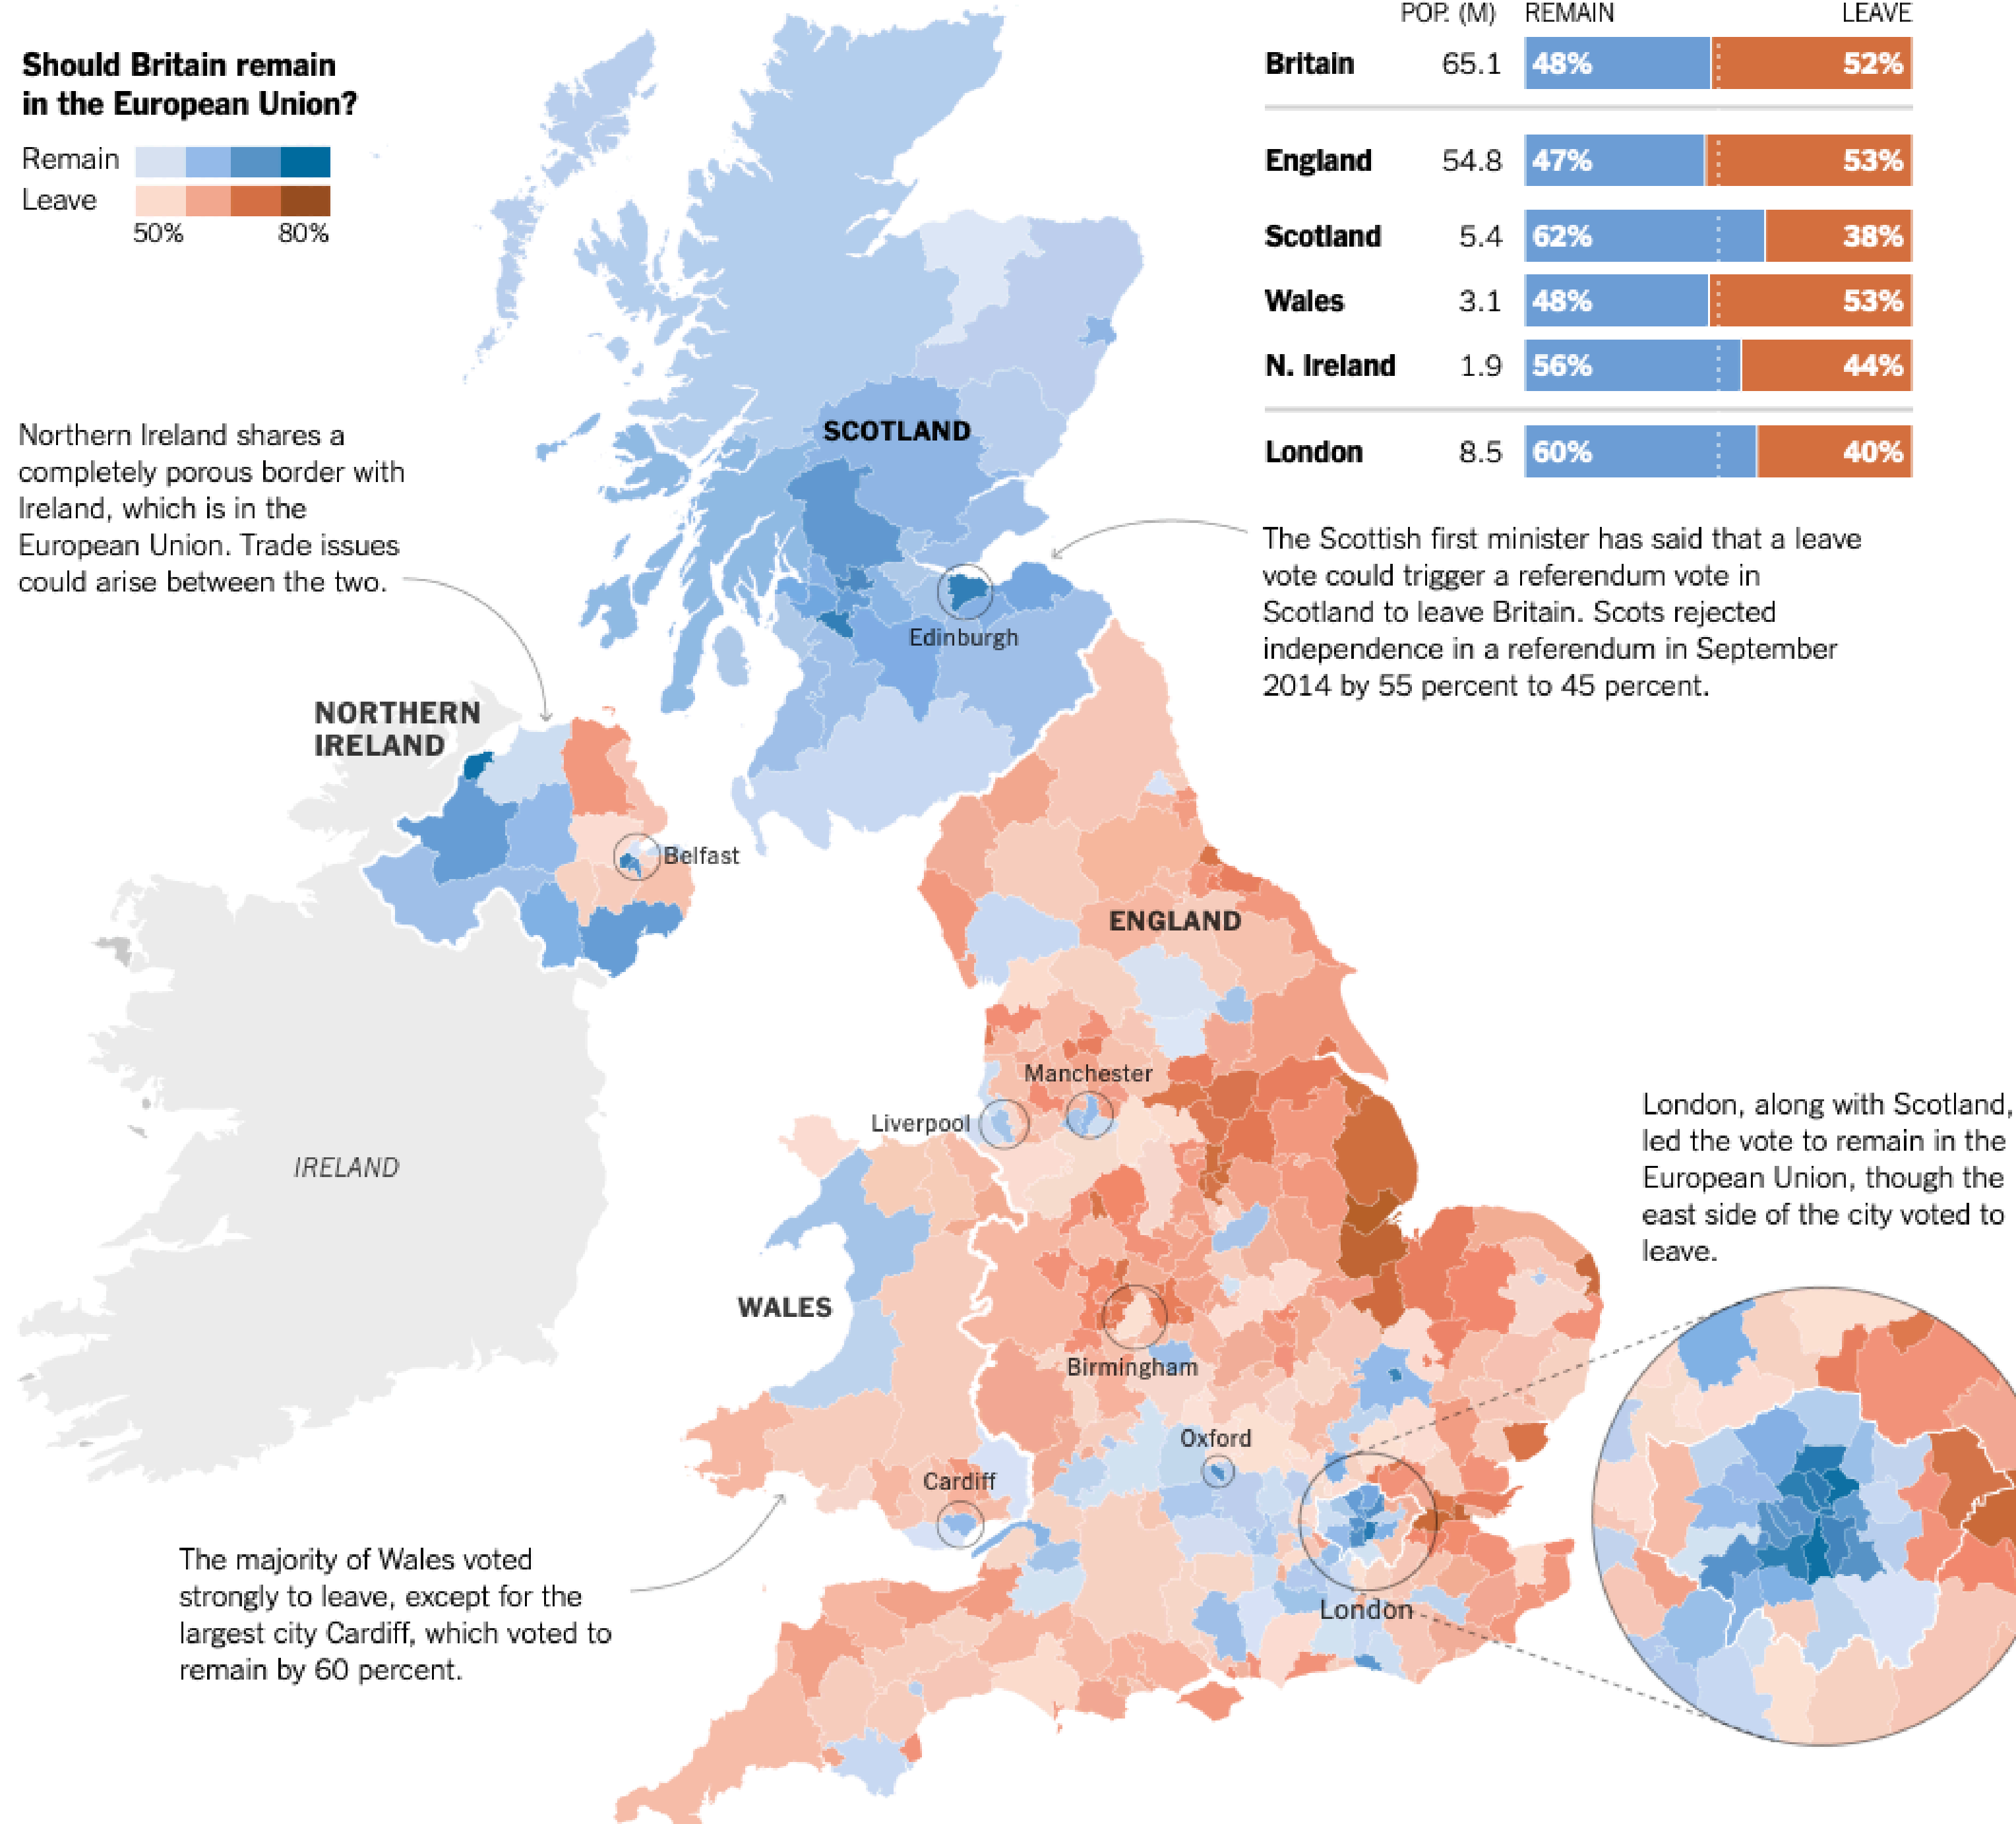 Should Britain remain
in the European Union?
Remain
Leave
50% 80%
POP. (M) REMAIN LEAVE
Britain 65.1 48% 52%
England 54.8 47% 53%
Scotland 5.4 62% 38%
Wales 3.1 48% 53%
N. Ireland 1.9 56% 44%
London 8.5 60% 40%
Northern Ireland shares a
completely porous border with
Ireland, which is in the
European Union. Trade issues
could arise between the two.
SCOTLAND
The Scottish first minister has said that a leave
vote could trigger a referendum vote in
Scotland to leave Britain. Scots rejected
independence in a referendum in September
2014 by 55 percent to 45 percent.
Edinburgh
NORTHERN
IRELAND
Belfast
ENGLAND
Manchester
Liverpool
IRELAND
London, along with Scotland,
led the vote to remain in the
European Union, though the
east side of the city voted to
leave.
WALES
Birmingham
Oxford
Cardiff
London
The majority of Wales voted
strongly to leave, except for the
largest city Cardiff, which voted to
remain by 60 percent.